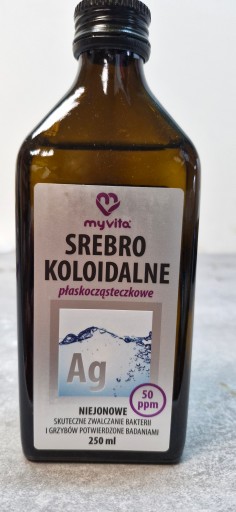 myvita
SREBRO
KOLOIDALNE
płaskocząsteczkowe
Ag
50
ppm
NIEJONOWE
SKUTECZNE ZWALCZANIE BAKTERII
I GRZYBÓW POTWIERDZONE BADANIAMI
250 ml